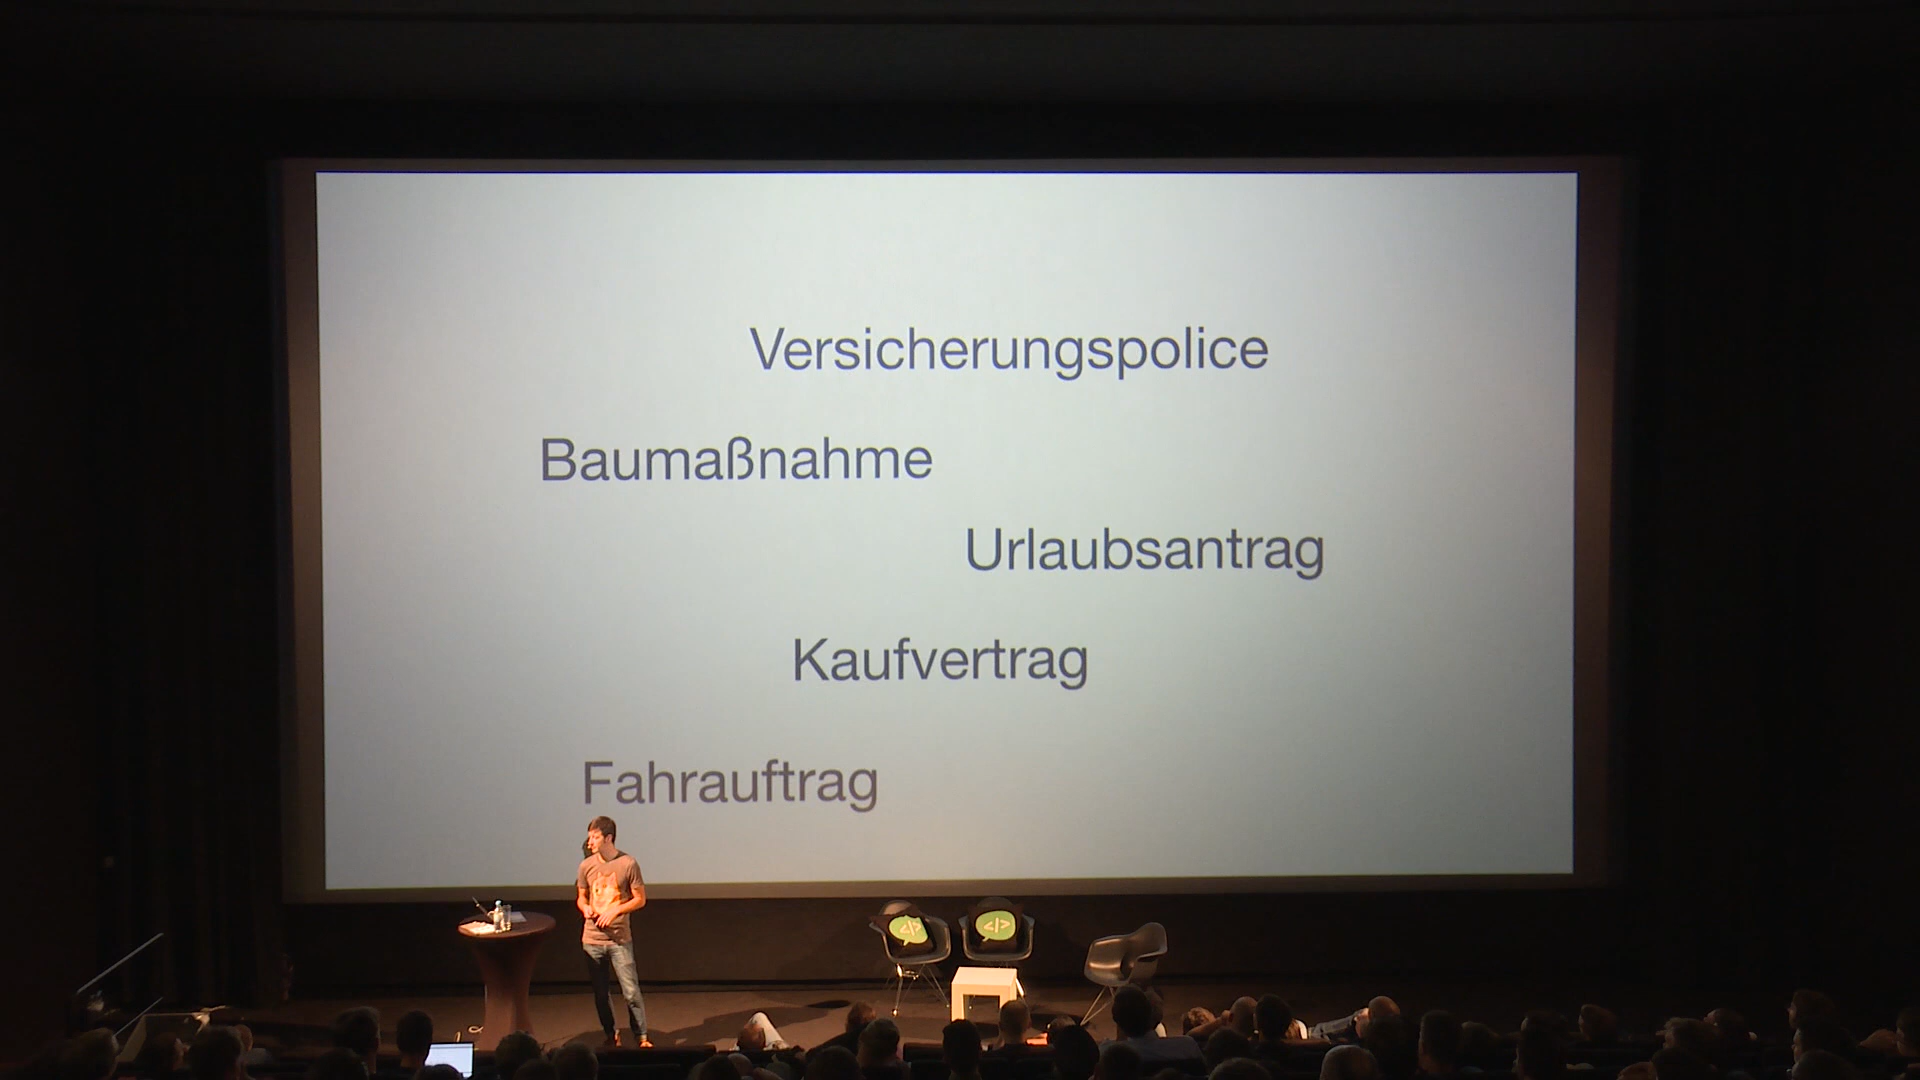 Versicherungspolice
Baumaßnahme
Urlaubsantrag
Kaufvertrag
Fahrauftrag
</>
</>